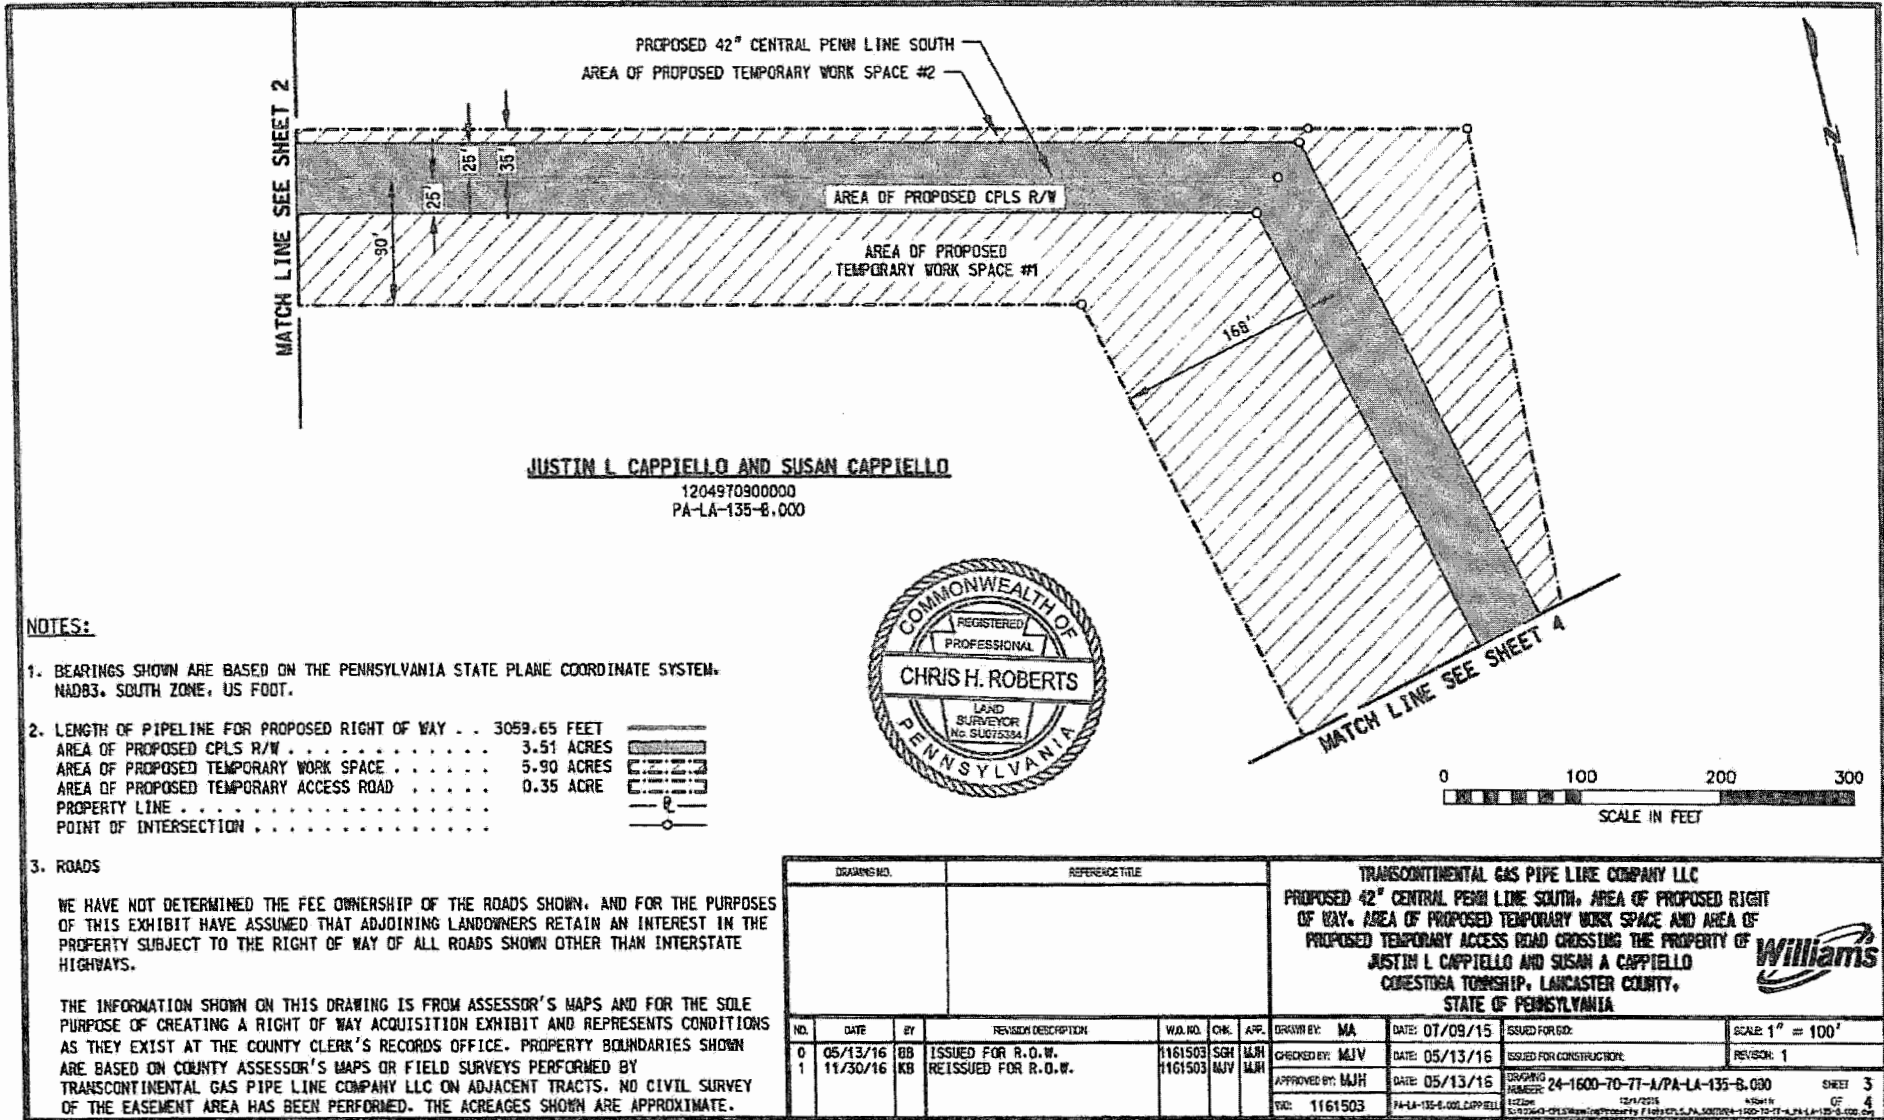 PROPOSED 42" CENTRAL PENN LINE SOUTH
AREA OF PROPOSED TEMPORARY WORK SPACE #2
MATCH LINE SEE SHEET 2
25'
35'
25'
90'
AREA OF PROPOSED CPLS R/W
AREA OF PROPOSED
TEMPORARY WORK SPACE #1
168'
N
JUSTIN L CAPPIELLO AND SUSAN CAPPIELLO
1204970900000
PA-LA-135-B.000
COMMONWEALTH OF
REGISTERED
PROFESSIONAL
CHRIS H. ROBERTS
LAND
SURVEYOR
No. SU075384
PENNSYLVANIA
MATCH LINE SEE SHEET 4
0 100 200 300
SCALE IN FEET
NOTES:
1. BEARINGS SHOWN ARE BASED ON THE PENNSYLVANIA STATE PLANE COORDINATE SYSTEM,
NAD83, SOUTH ZONE, US FOOT.
2. LENGTH OF PIPELINE FOR PROPOSED RIGHT OF WAY . . 3059.65 FEET
AREA OF PROPOSED CPLS R/W . . . . . . . . . . . . 3.51 ACRES
AREA OF PROPOSED TEMPORARY WORK SPACE . . . . . . 5.90 ACRES
AREA OF PROPOSED TEMPORARY ACCESS ROAD . . . . . 0.35 ACRE
PROPERTY LINE . . . . . . . . . . . . . . . .
POINT OF INTERSECTION . . . . . . . . . . . .
3. ROADS
WE HAVE NOT DETERMINED THE FEE OWNERSHIP OF THE ROADS SHOWN, AND FOR THE PURPOSES
OF THIS EXHIBIT HAVE ASSUMED THAT ADJOINING LANDOWNERS RETAIN AN INTEREST IN THE
PROPERTY SUBJECT TO THE RIGHT OF WAY OF ALL ROADS SHOWN OTHER THAN INTERSTATE
HIGHWAYS.
THE INFORMATION SHOWN ON THIS DRAWING IS FROM ASSESSOR'S MAPS AND FOR THE SOLE
PURPOSE OF CREATING A RIGHT OF WAY ACQUISITION EXHIBIT AND REPRESENTS CONDITIONS
AS THEY EXIST AT THE COUNTY CLERK'S RECORDS OFFICE. PROPERTY BOUNDARIES SHOWN
ARE BASED ON COUNTY ASSESSOR'S MAPS OR FIELD SURVEYS PERFORMED BY
TRANSCONTINENTAL GAS PIPE LINE COMPANY LLC ON ADJACENT TRACTS. NO CIVIL SURVEY
OF THE EASEMENT AREA HAS BEEN PERFORMED. THE ACREAGES SHOWN ARE APPROXIMATE.
DRAWING NO. REFERENCE TITLE
NO. DATE BY REVISION DESCRIPTION W.O. NO. CHK. APP.
0 05/13/16 BB ISSUED FOR R.O.W. 1161503 SGH MJH
1 11/30/16 KB REISSUED FOR R.O.W. 1161503 MJV MJH
TRANSCONTINENTAL GAS PIPE LINE COMPANY LLC
PROPOSED 42" CENTRAL PENN LINE SOUTH, AREA OF PROPOSED RIGHT
OF WAY, AREA OF PROPOSED TEMPORARY WORK SPACE AND AREA OF
PROPOSED TEMPORARY ACCESS ROAD CROSSING THE PROPERTY OF
JUSTIN L CAPPIELLO AND SUSAN A CAPPIELLO
CONESTOGA TOWNSHIP, LANCASTER COUNTY,
STATE OF PENNSYLVANIA
Williams
DRAWN BY: MA DATE: 07/09/15 ISSUED FOR BID: SCALE: 1" = 100'
CHECKED BY: MJV DATE: 05/13/16 ISSUED FOR CONSTRUCTION: REVISION: 1
APPROVED BY: MJH DATE: 05/13/16 DRAWING NUMBER: 24-1600-70-77-A/PA-LA-135-B.000 SHEET 3 OF 4
1161503